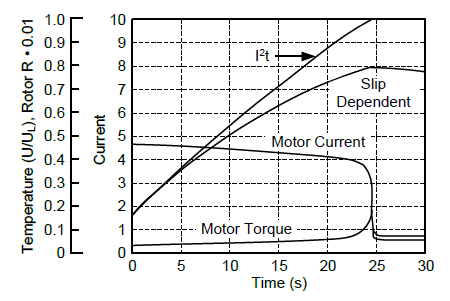 Temperature (U/U_L), Rotor R • 0.01
1.0
0.9
0.8
0.7
0.6
0.5
0.4
0.3
0.2
0.1
0
Current
10
9
8
7
6
5
4
3
2
1
0
I²t
Slip
Dependent
Motor Current
Motor Torque
0 5 10 15 20 25 30
Time (s)